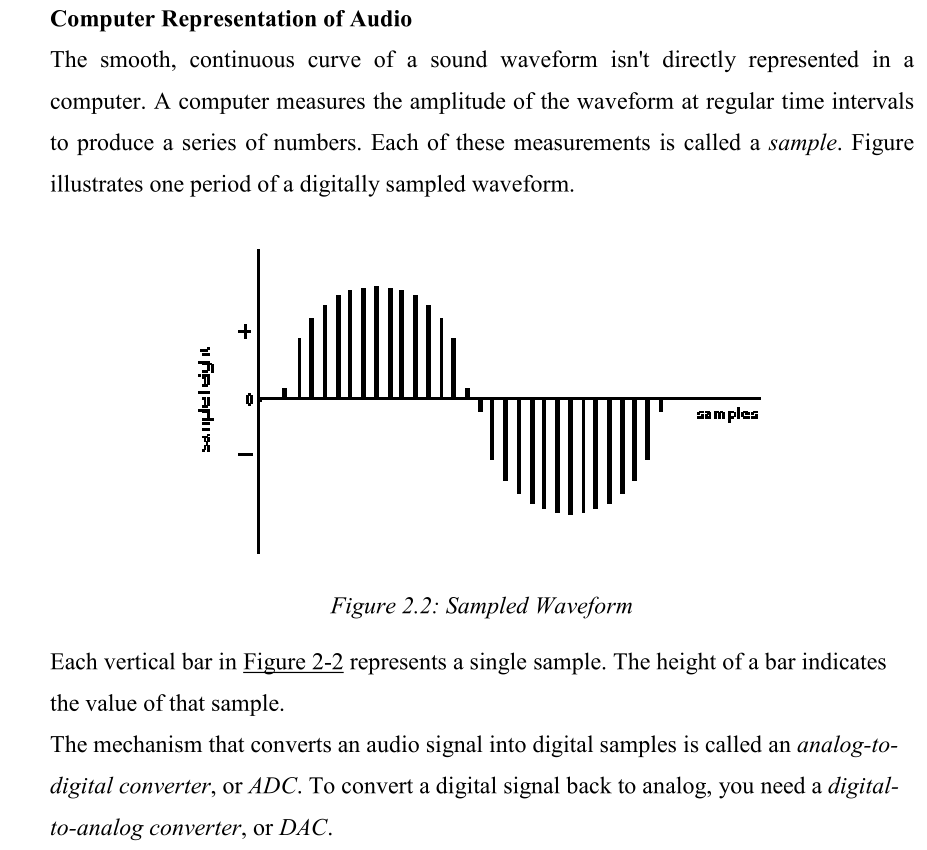 Computer Representation of Audio
The smooth, continuous curve of a sound waveform isn't directly represented in a
computer. A computer measures the amplitude of the waveform at regular time intervals
to produce a series of numbers. Each of these measurements is called a sample. Figure
illustrates one period of a digitally sampled waveform.
+
sample height
0
samples
–
Figure 2.2: Sampled Waveform
Each vertical bar in Figure 2-2 represents a single sample. The height of a bar indicates
the value of that sample.
The mechanism that converts an audio signal into digital samples is called an analog-to-
digital converter, or ADC. To convert a digital signal back to analog, you need a digital-
to-analog converter, or DAC.